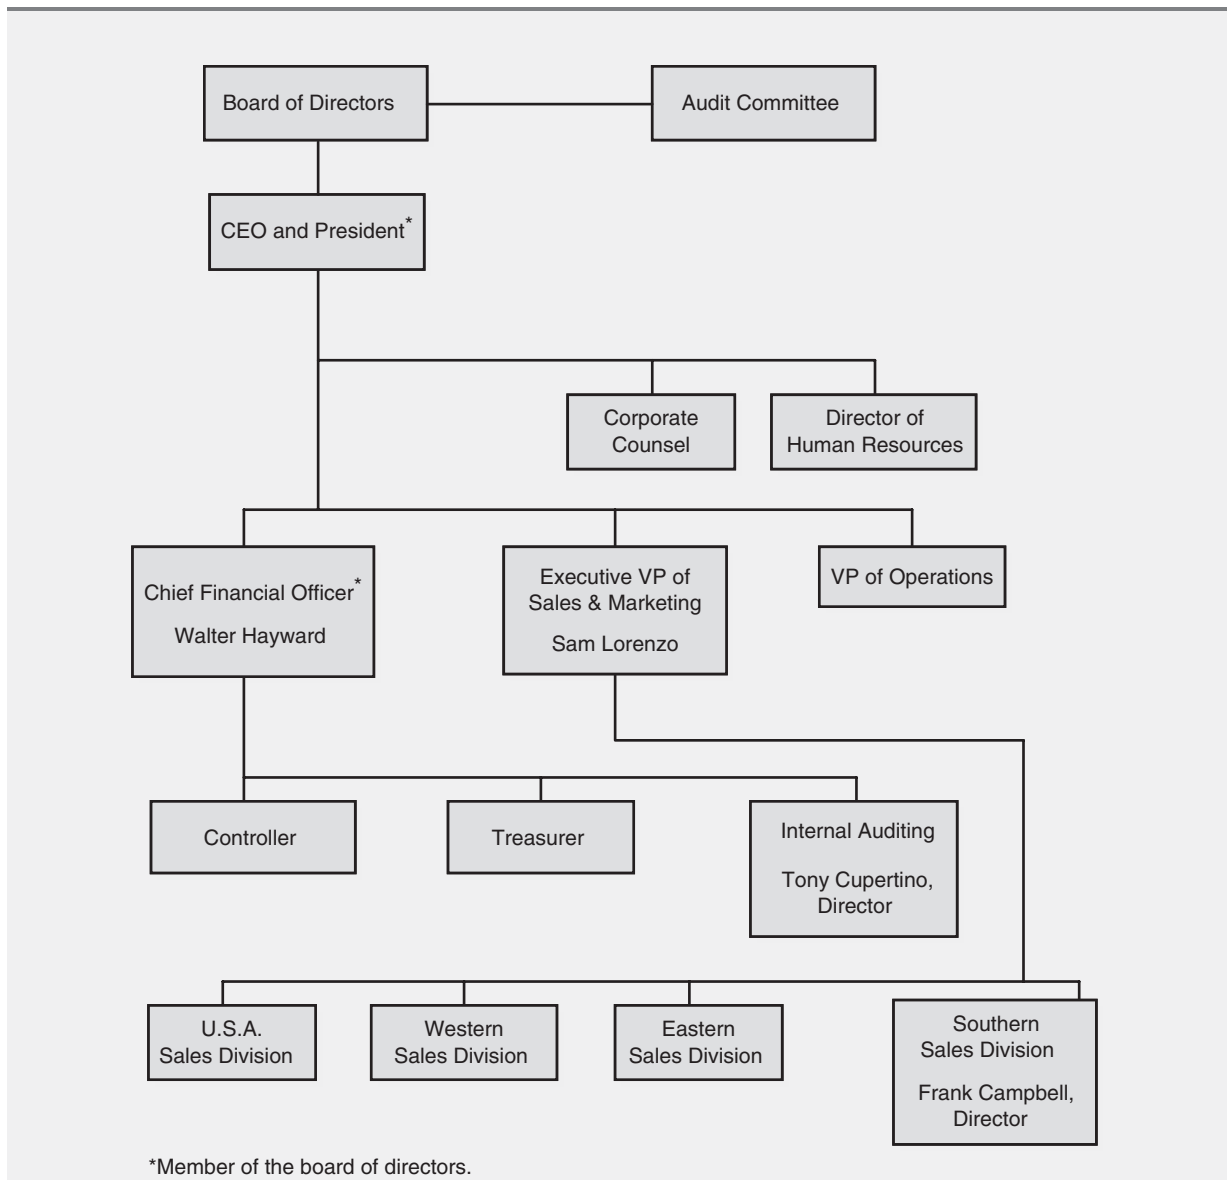 Board of Directors
Audit Committee
CEO and President*
Corporate
Counsel
Director of
Human Resources
Chief Financial Officer*
Walter Hayward
Executive VP of
Sales & Marketing
Sam Lorenzo
VP of Operations
Controller
Treasurer
Internal Auditing
Tony Cupertino,
Director
U.S.A.
Sales Division
Western
Sales Division
Eastern
Sales Division
Southern
Sales Division
Frank Campbell,
Director
*Member of the board of directors.